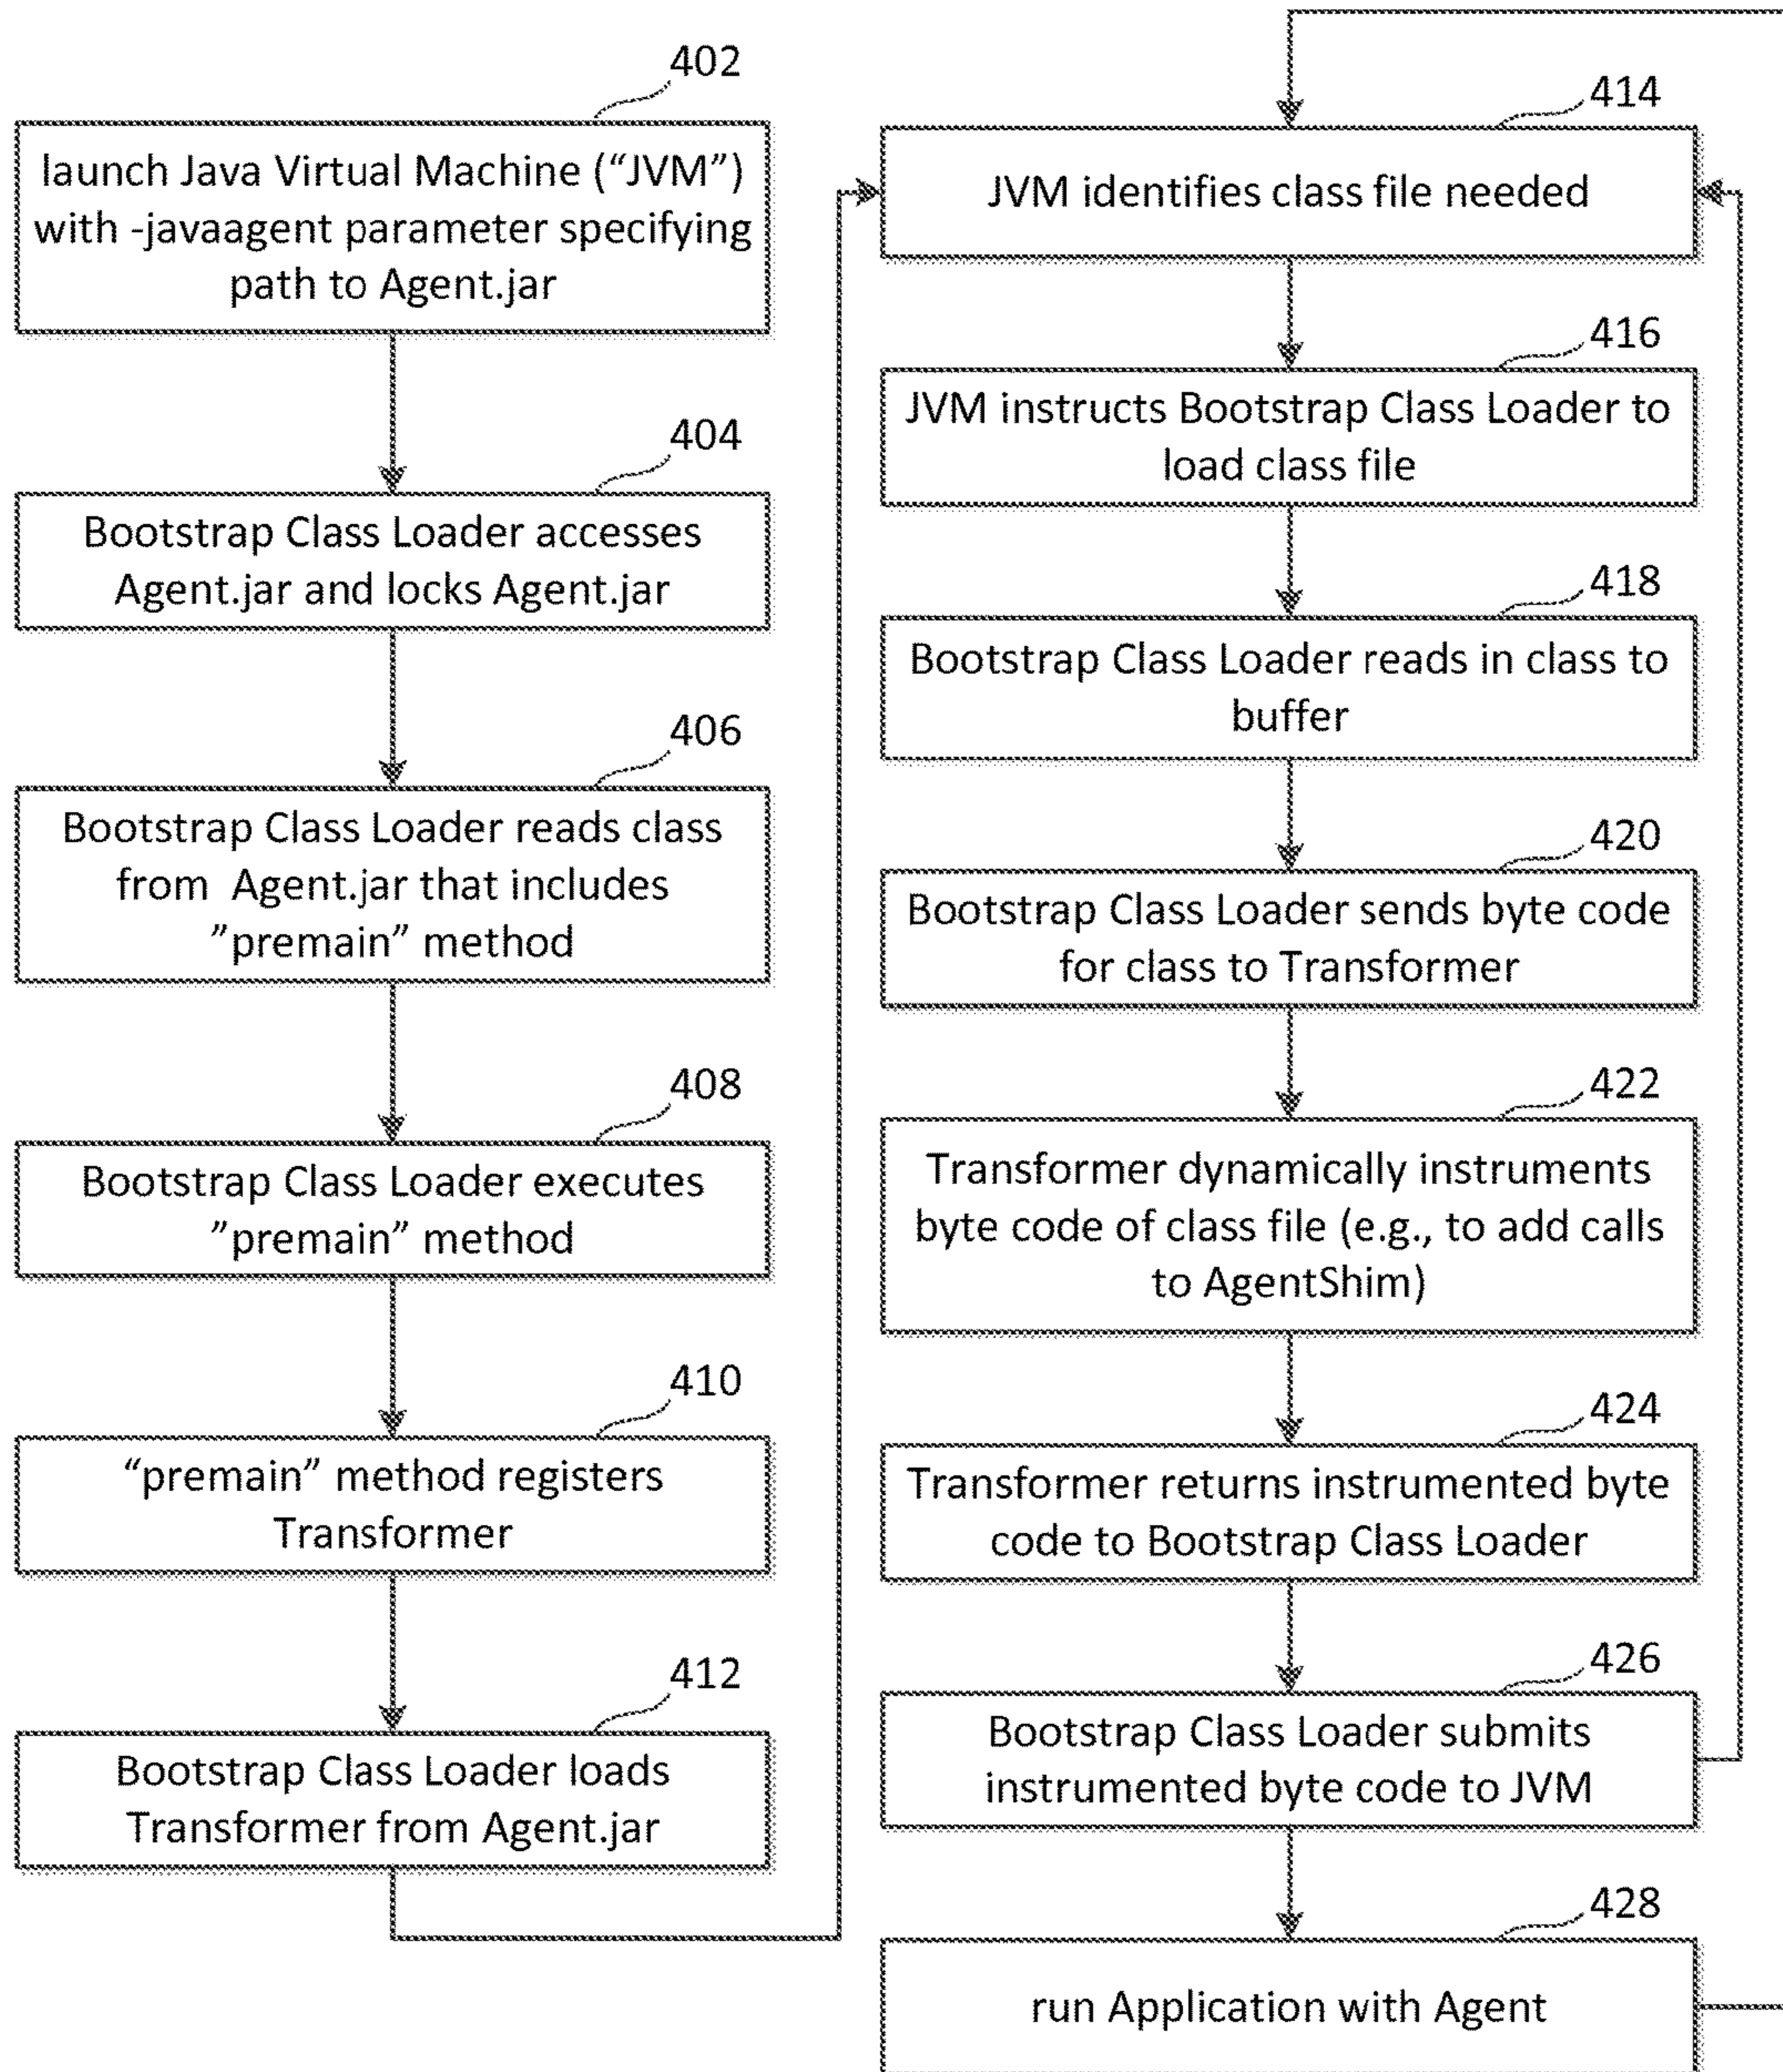 402
launch Java Virtual Machine (“JVM”)
with -javaagent parameter specifying
path to Agent.jar
404
Bootstrap Class Loader accesses
Agent.jar and locks Agent.jar
406
Bootstrap Class Loader reads class
from Agent.jar that includes
”premain” method
408
Bootstrap Class Loader executes
”premain” method
410
“premain” method registers
Transformer
412
Bootstrap Class Loader loads
Transformer from Agent.jar
414
JVM identifies class file needed
416
JVM instructs Bootstrap Class Loader to
load class file
418
Bootstrap Class Loader reads in class to
buffer
420
Bootstrap Class Loader sends byte code
for class to Transformer
422
Transformer dynamically instruments
byte code of class file (e.g., to add calls
to AgentShim)
424
Transformer returns instrumented byte
code to Bootstrap Class Loader
426
Bootstrap Class Loader submits
instrumented byte code to JVM
428
run Application with Agent